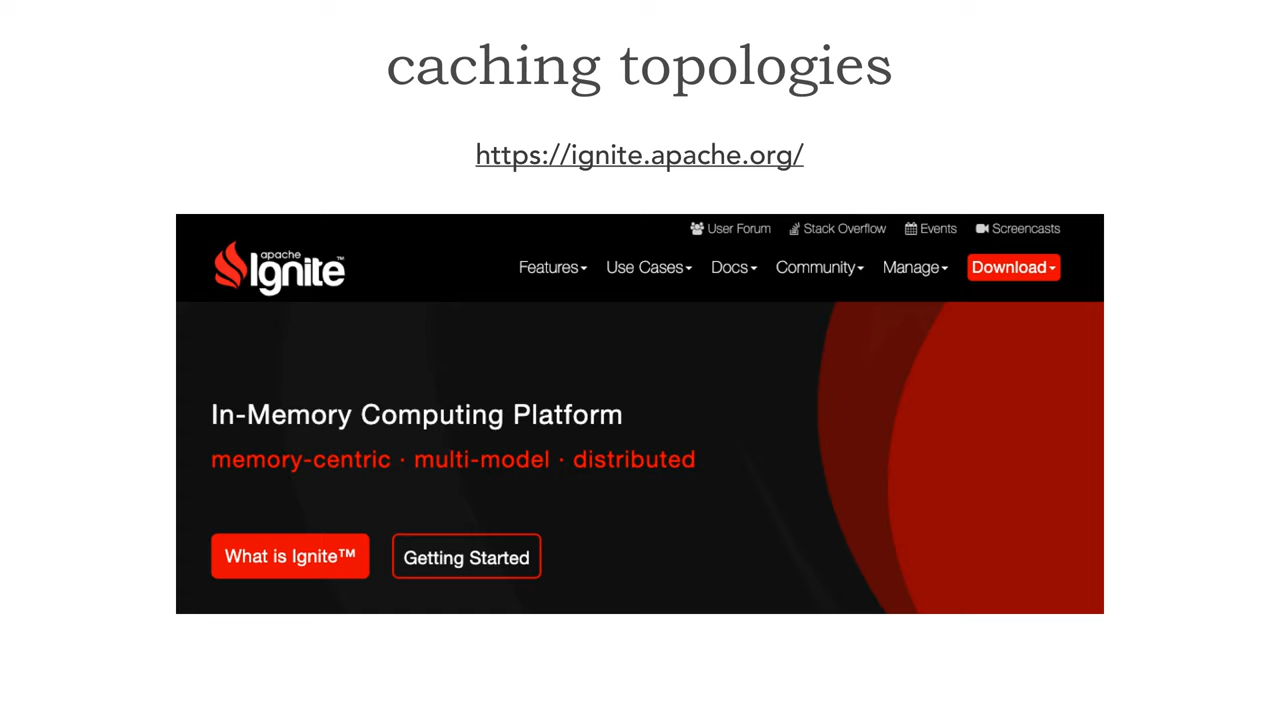 caching topologies
https://ignite.apache.org/
User Forum Stack Overflow Events Screencasts
apache
Ignite™
Features Use Cases Docs Community Manage Download
In-Memory Computing Platform
memory-centric · multi-model · distributed
What is Ignite™ Getting Started